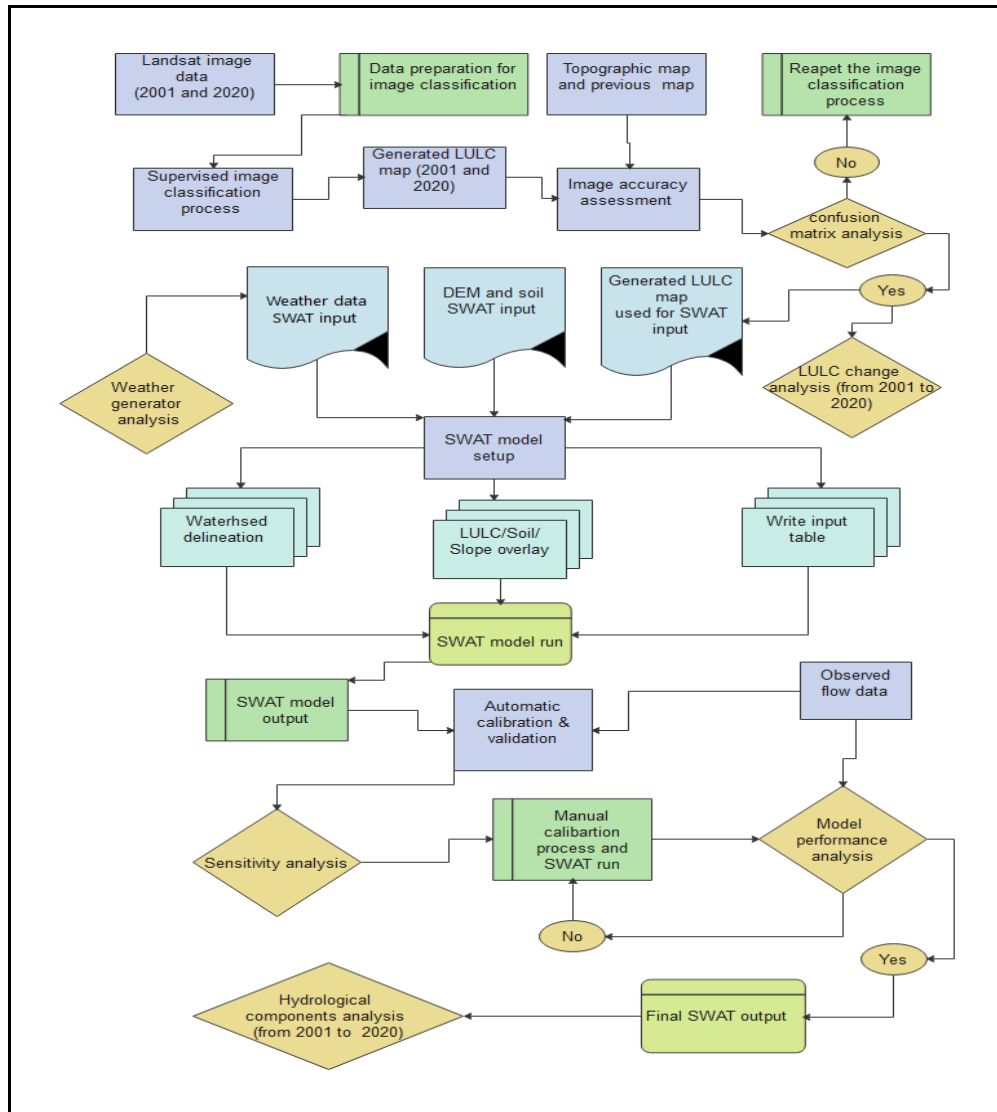 Landsat image
data
(2001 and 2020)
Data preparation for
image classification
Topographic map
and previous map
Reapet the image
classification
process
No
Supervised image
classification
process
Generated LULC
map (2001 and
2020)
Image accuracy
assessment
confusion
matrix analysis
Yes
Weather data
SWAT input
DEM and soil
SWAT input
Generated LULC
map
used for SWAT
input
Weather
generator
analysis
LULC change
analysis (from 2001 to
2020)
SWAT model
setup
Waterhsed
delineation
LULC/Soil/
Slope overlay
Write input
table
SWAT model run
SWAT model
output
Automatic
calibration &
validation
Observed
flow data
Sensitivity analysis
Manual
calibartion
process and
SWAT run
Model
performance
analysis
No
Yes
Hydrological
components analysis
(from 2001 to 2020)
Final SWAT output